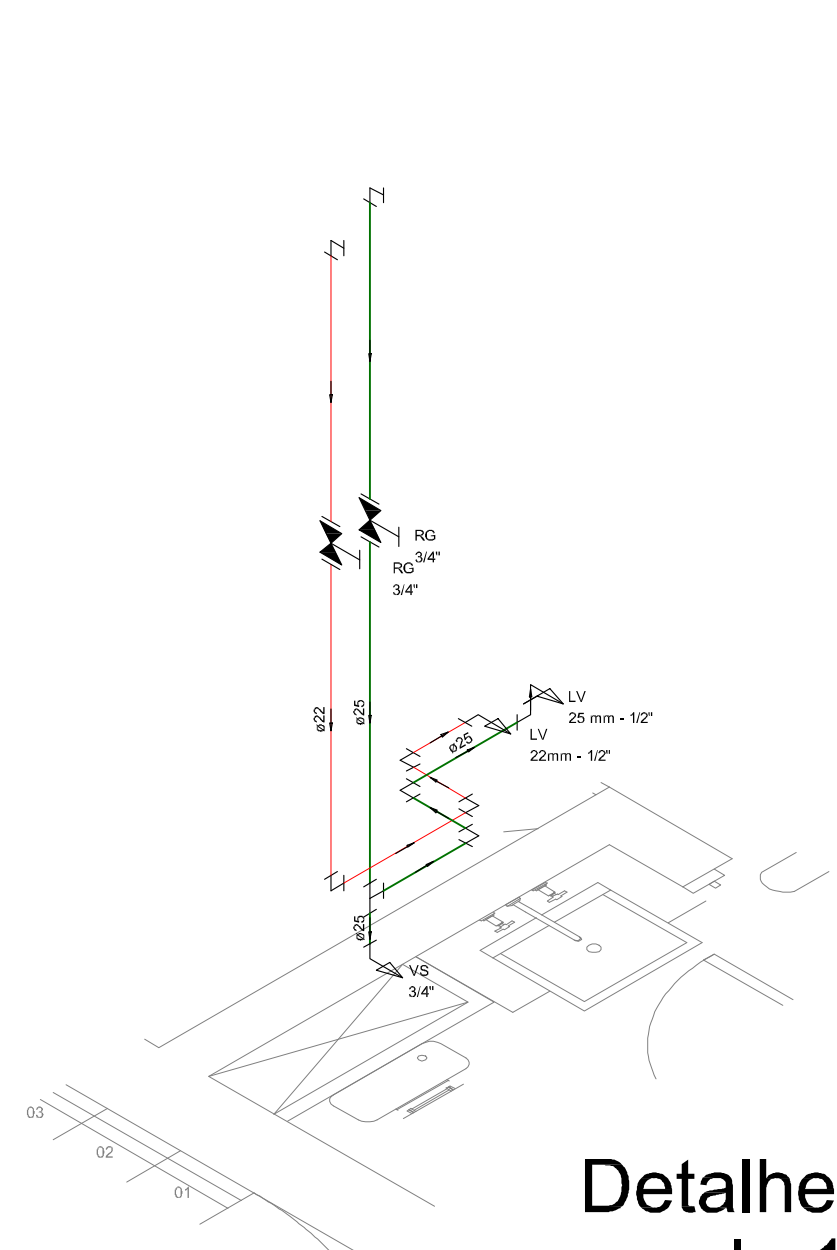 RG
3/4"
RG
3/4"
ø22
ø25
LV
25 mm - 1/2"
ø25
LV
22mm - 1/2"
ø25
VS
3/4"
03
02
01
Detalhe